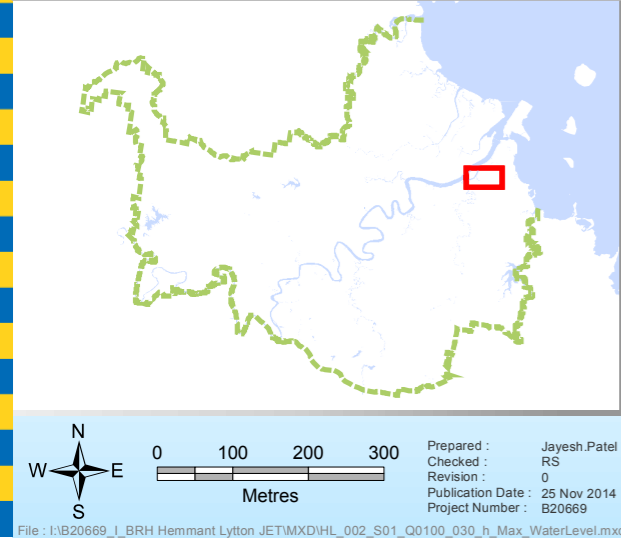 N
W E
S
0 100 200 300
Metres
Prepared : Jayesh.Patel
Checked : RS
Revision : 0
Publication Date : 25 Nov 2014
Project Number : B20669
File : I:\B20669_I_BRH Hemmant Lytton JET\MXD\HL_002_S01_Q0100_030_h_Max_WaterLevel.mxd